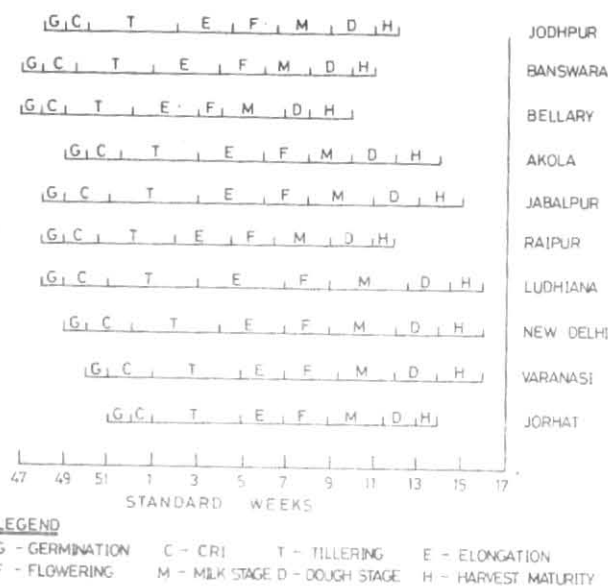 G C T E F M D H JODHPUR
G C T E F M D H BANSWARA
G C T E F M D H BELLARY
G C T E F M D H AKOLA
G C T E F M D H JABALPUR
G C T E F M D H RAIPUR
G C T E F M D H LUDHIANA
G C T E F M D H NEW DELHI
G C T E F M D H VARANASI
G C T E F M D H JORHAT
47 49 51 1 3 5 7 9 11 13 15 17
STANDARD WEEKS
LEGEND
G - GERMINATION C - CRI T - TILLERING E - ELONGATION
F - FLOWERING M - MILK STAGE D - DOUGH STAGE H - HARVEST MATURITY